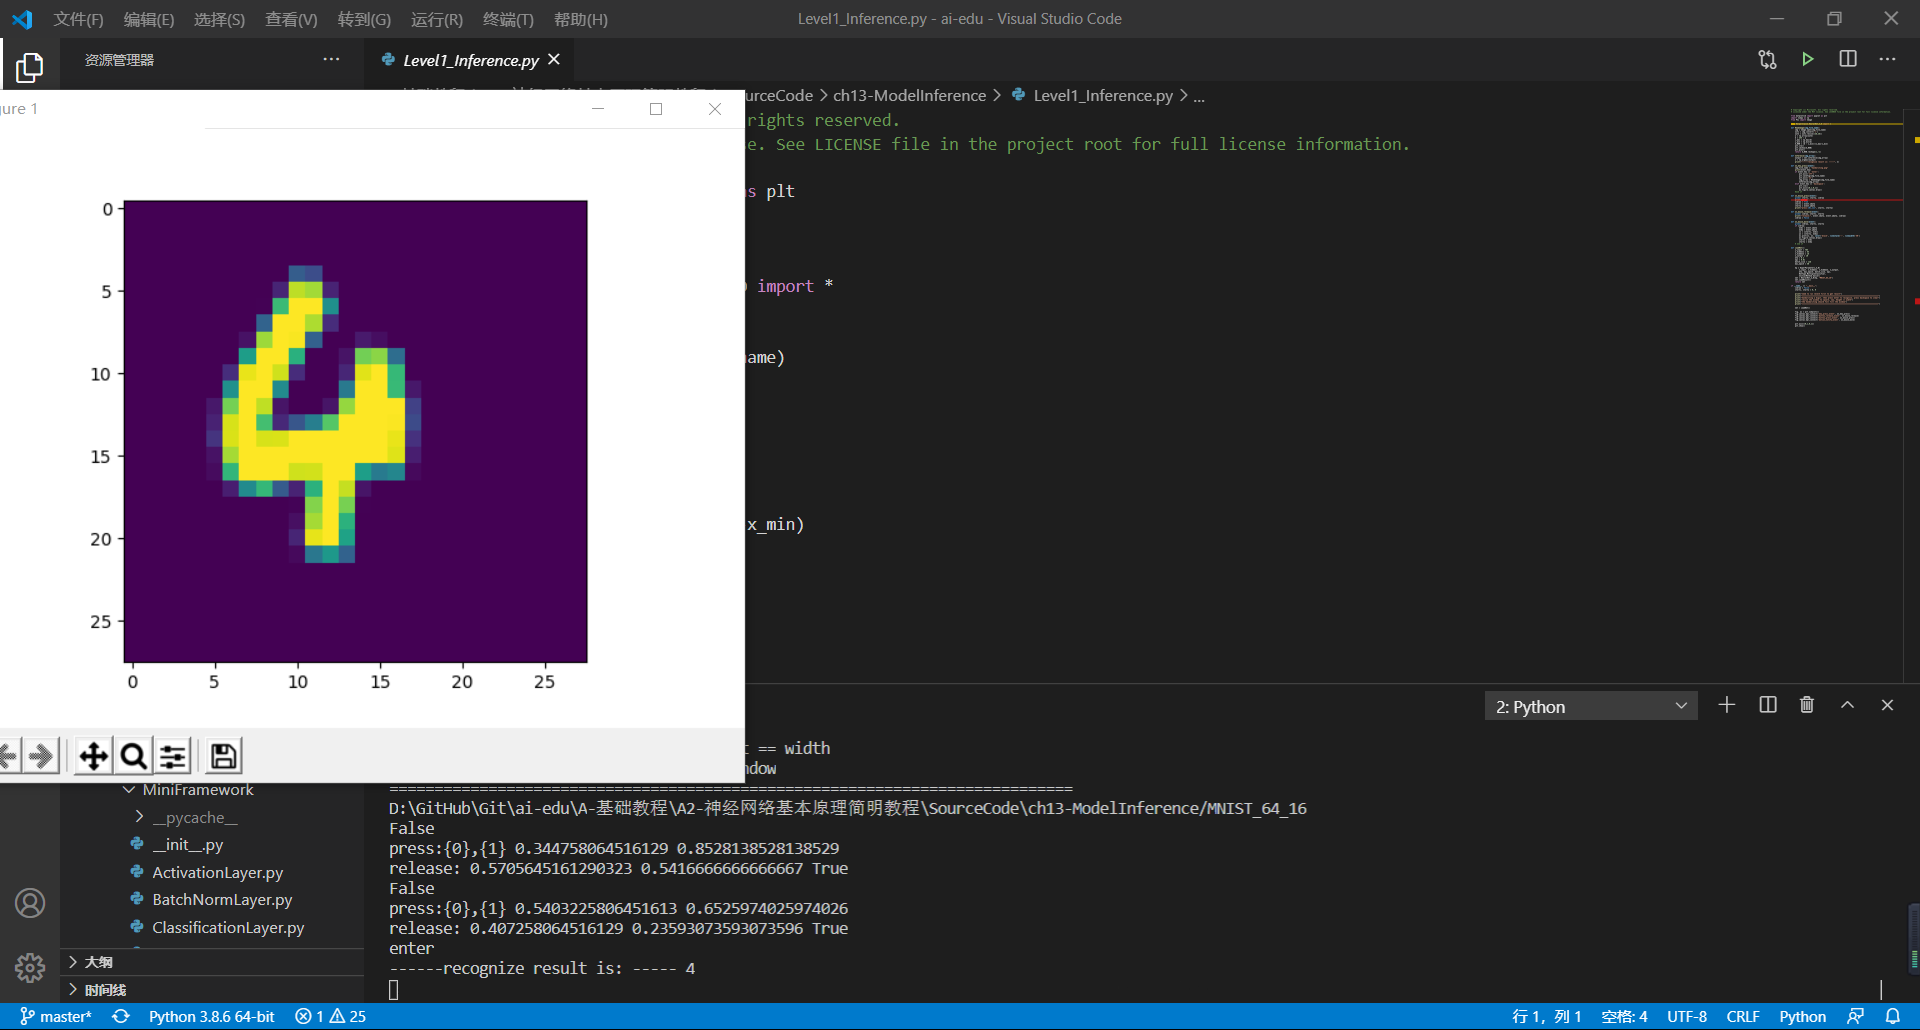 文件(F) 编辑(E) 选择(S) 查看(V) 转到(G) 运行(R) 终端(T) 帮助(H)
Level1_Inference.py - ai-edu - Visual Studio Code
资源管理器
Level1_Inference.py
ure 1
urceCode > ch13-ModelInference > Level1_Inference.py > ...
rights reserved.
e. See LICENSE file in the project root for full license information.
s plt
import *
ame)
x_min)
0
5
10
15
20
25
0 5 10 15 20 25
2: Python
== width
ndow
MiniFramework
__pycache__
__init__.py
ActivationLayer.py
BatchNormLayer.py
ClassificationLayer.py
大纲
时间线
============================================================================
D:\GitHub\Git\ai-edu\A-基础教程\A2-神经网络基本原理简明教程\SourceCode\ch13-ModelInference/MNIST_64_16
False
press:{0},{1} 0.344758064516129 0.8528138528138529
release: 0.5705645161290323 0.5416666666666667 True
False
press:{0},{1} 0.5403225806451613 0.6525974025974026
release: 0.407258064516129 0.23593073593073596 True
enter
------recognize result is: ----- 4
master*
Python 3.8.6 64-bit
1
25
行 1, 列 1
空格: 4
UTF-8
CRLF
Python